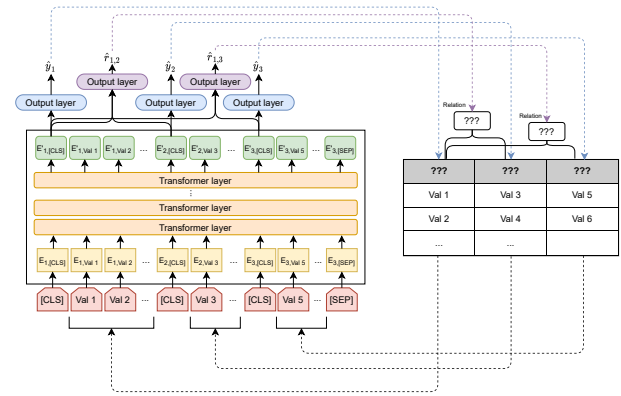 ŷ₁ r̂₁,₂ ŷ₂ r̂₁,₃ ŷ₃
Output layer Output layer
Output layer Output layer Output layer
E'₁,[CLS] E'₁,Val 1 E'₁,Val 2 ... E'₂,[CLS] E'₂,Val 3 ... E'₃,[CLS] E'₃,Val 5 ... E'₃,[SEP]
Transformer layer
...
Transformer layer
Transformer layer
E₁,[CLS] E₁,Val 1 E₁,Val 2 ... E₂,[CLS] E₂,Val 3 ... E₃,[CLS] E₃,Val 5 ... E₃,[SEP]
[CLS] Val 1 Val 2 ... [CLS] Val 3 ... [CLS] Val 5 ... [SEP]
Relation
???
Relation
???
??? ??? ???
Val 1 Val 3 Val 5
Val 2 Val 4 Val 6
... ...